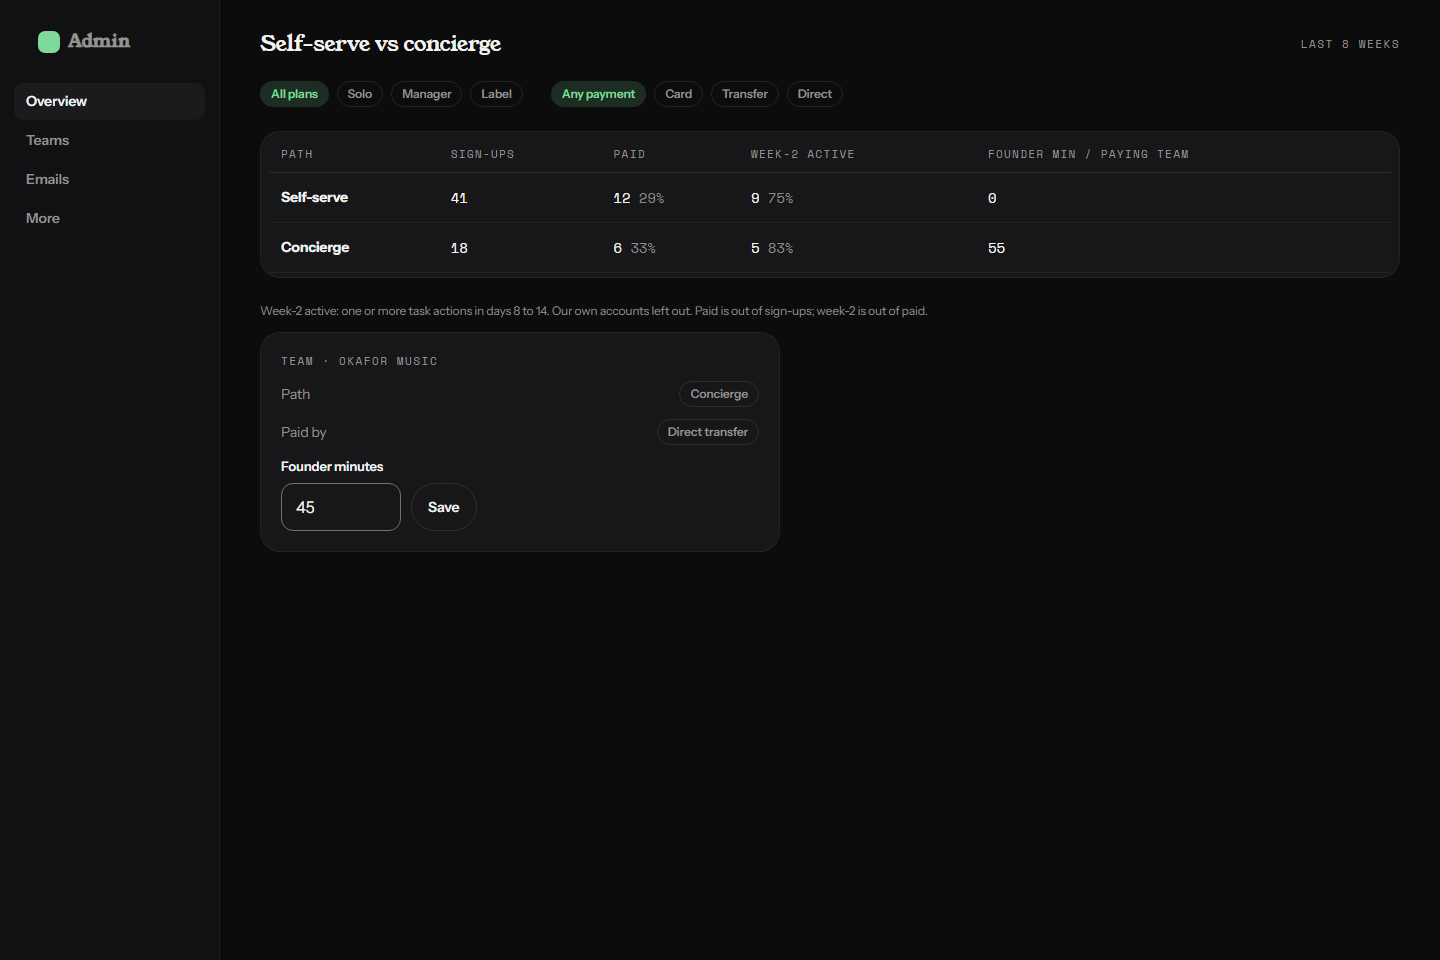 Admin
Overview
Teams
Emails
More
Self-serve vs concierge
LAST 8 WEEKS
All plans Solo Manager Label Any payment Card Transfer Direct
PATH SIGN-UPS PAID WEEK-2 ACTIVE FOUNDER MIN / PAYING TEAM
Self-serve 41 12 29% 9 75% 0
Concierge 18 6 33% 5 83% 55
Week-2 active: one or more task actions in days 8 to 14. Our own accounts left out. Paid is out of sign-ups; week-2 is out of paid.
TEAM · OKAFOR MUSIC
Path Concierge
Paid by Direct transfer
Founder minutes
45 Save